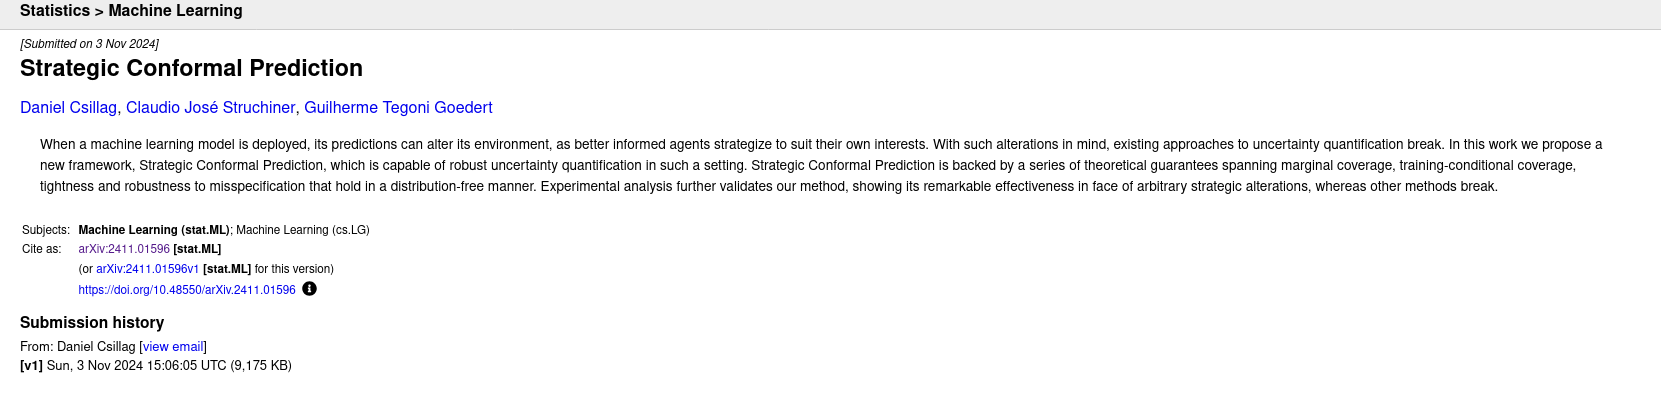 Statistics > Machine Learning
[Submitted on 3 Nov 2024]
Strategic Conformal Prediction
Daniel Csillag, Claudio José Struchiner, Guilherme Tegoni Goedert
When a machine learning model is deployed, its predictions can alter its environment, as better informed agents strategize to suit their own interests. With such alterations in mind, existing approaches to uncertainty quantification break. In this work we propose a
new framework, Strategic Conformal Prediction, which is capable of robust uncertainty quantification in such a setting. Strategic Conformal Prediction is backed by a series of theoretical guarantees spanning marginal coverage, training-conditional coverage,
tightness and robustness to misspecification that hold in a distribution-free manner. Experimental analysis further validates our method, showing its remarkable effectiveness in face of arbitrary strategic alterations, whereas other methods break.
Subjects: Machine Learning (stat.ML); Machine Learning (cs.LG)
Cite as: arXiv:2411.01596 [stat.ML]
(or arXiv:2411.01596v1 [stat.ML] for this version)
https://doi.org/10.48550/arXiv.2411.01596
Submission history
From: Daniel Csillag [view email]
[v1] Sun, 3 Nov 2024 15:06:05 UTC (9,175 KB)